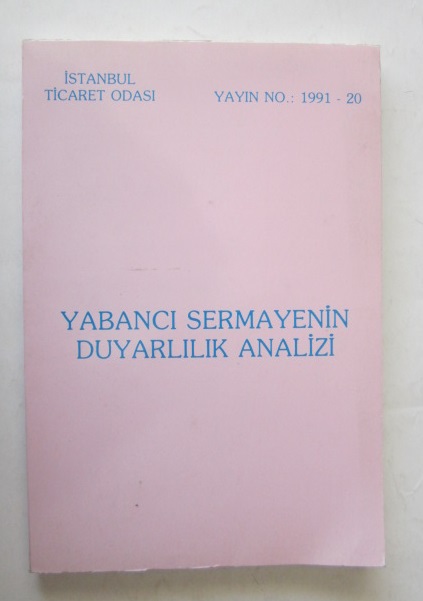 İSTANBUL
TİCARET ODASI
YAYIN NO.: 1991 - 20
YABANCI SERMAYENİN
DUYARLILIK ANALİZİ